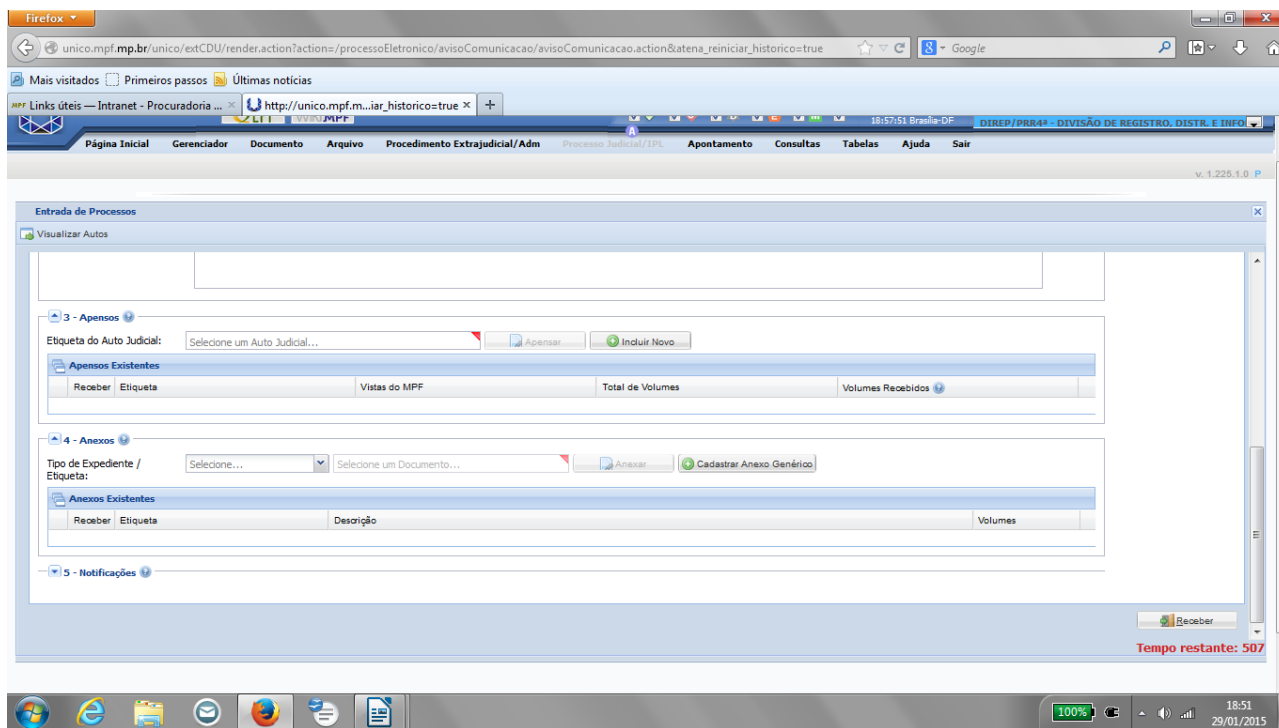 Firefox
unico.mpf.mp.br/unico/extCDU/render.action?action=/processoEletronico/avisoComunicacao/avisoComunicacao.action&atena_reiniciar_historico=true
Google
Mais visitados Primeiros passos Últimas notícias
MPF Links úteis — Intranet - Procuradoria ... http://unico.mpf.m...iar_historico=true
18:57:51 Brasília-DF DIREP/PRR4ª - DIVISÃO DE REGISTRO, DISTR. E INFO
Página Inicial Gerenciador Documento Arquivo Procedimento Extrajudicial/Adm Processo Judicial/IPL Apontamento Consultas Tabelas Ajuda Sair
v. 1.225.1.0 P
Entrada de Processos
Visualizar Autos
3 - Apensos
Etiqueta do Auto Judicial: Selecione um Auto Judicial... Apensar Incluir Novo
Apensos Existentes
Receber Etiqueta Vistas do MPF Total de Volumes Volumes Recebidos
4 - Anexos
Tipo de Expediente / Selecione... Selecione um Documento... Anexar Cadastrar Anexo Genérico
Etiqueta:
Anexos Existentes
Receber Etiqueta Descrição Volumes
5 - Notificações
Receber
Tempo restante: 507
100%
18:51
29/01/2015